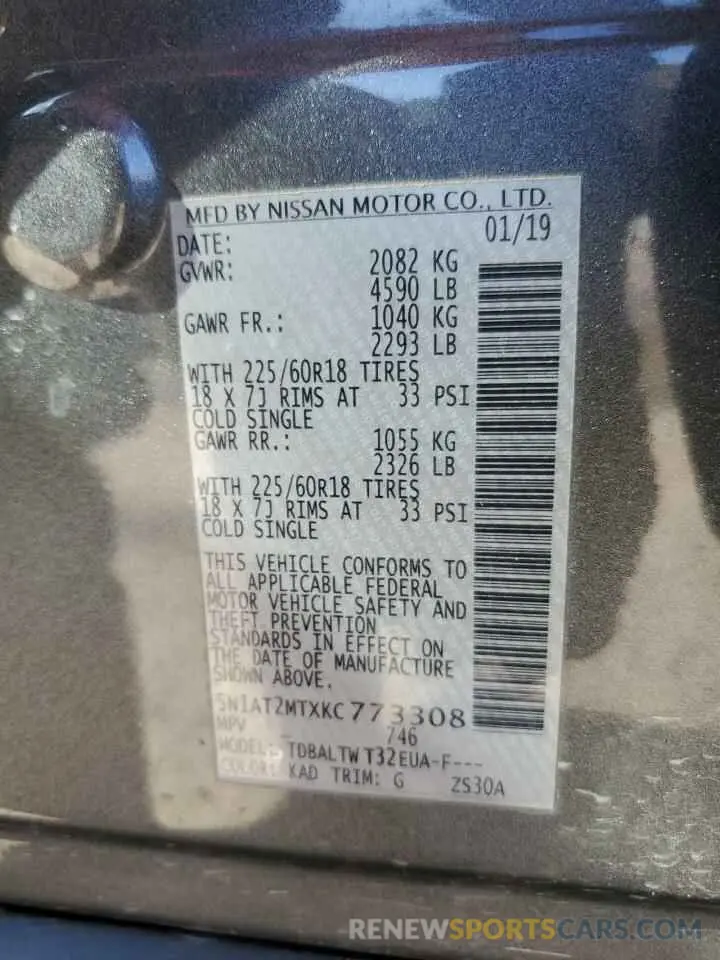 MFD BY NISSAN MOTOR CO., LTD.
DATE: 01/19
GVWR: 2082 KG
4590 LB
GAWR FR.: 1040 KG
2293 LB
WITH 225/60R18 TIRES
18 X 7J RIMS AT 33 PSI
COLD SINGLE
GAWR RR.: 1055 KG
2326 LB
WITH 225/60R18 TIRES
18 X 7J RIMS AT 33 PSI
COLD SINGLE
THIS VEHICLE CONFORMS TO
ALL APPLICABLE FEDERAL
MOTOR VEHICLE SAFETY AND
THEFT PREVENTION
STANDARDS IN EFFECT ON
THE DATE OF MANUFACTURE
SHOWN ABOVE.
5N1AT2MTXKC773308
MPV 746
MODEL: TDBALTW T32EUA-F---
COLOR: KAD TRIM: G ZS30A
RENEWSPORTSCARS.COM